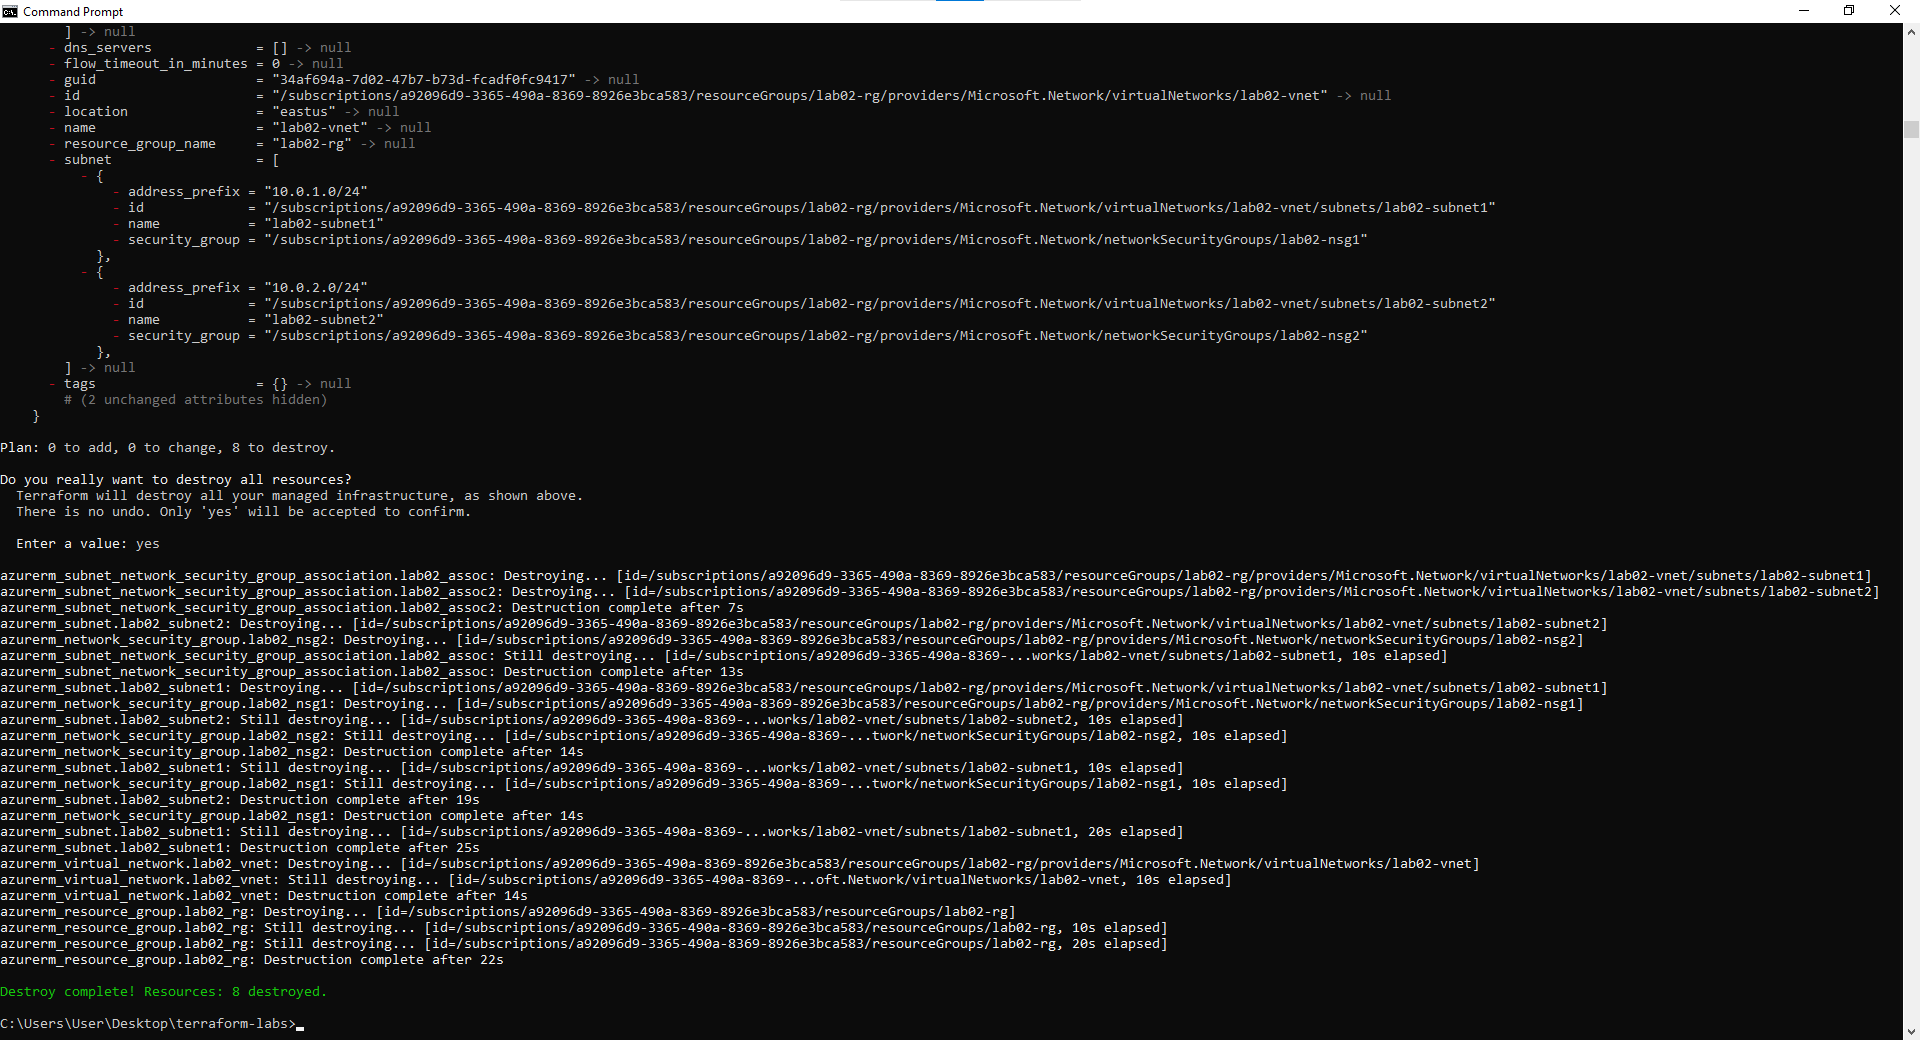 Command Prompt
        ] -> null
      - dns_servers             = [] -> null
      - flow_timeout_in_minutes = 0 -> null
      - guid                    = "34af694a-7d02-47b7-b73d-fcadf0fc9417" -> null
      - id                      = "/subscriptions/a92096d9-3365-490a-8369-8926e3bca583/resourceGroups/lab02-rg/providers/Microsoft.Network/virtualNetworks/lab02-vnet" -> null
      - location                = "eastus" -> null
      - name                    = "lab02-vnet" -> null
      - resource_group_name     = "lab02-rg" -> null
      - subnet                  = [
          - {
              - address_prefix = "10.0.1.0/24"
              - id             = "/subscriptions/a92096d9-3365-490a-8369-8926e3bca583/resourceGroups/lab02-rg/providers/Microsoft.Network/virtualNetworks/lab02-vnet/subnets/lab02-subnet1"
              - name           = "lab02-subnet1"
              - security_group = "/subscriptions/a92096d9-3365-490a-8369-8926e3bca583/resourceGroups/lab02-rg/providers/Microsoft.Network/networkSecurityGroups/lab02-nsg1"
            },
          - {
              - address_prefix = "10.0.2.0/24"
              - id             = "/subscriptions/a92096d9-3365-490a-8369-8926e3bca583/resourceGroups/lab02-rg/providers/Microsoft.Network/virtualNetworks/lab02-vnet/subnets/lab02-subnet2"
              - name           = "lab02-subnet2"
              - security_group = "/subscriptions/a92096d9-3365-490a-8369-8926e3bca583/resourceGroups/lab02-rg/providers/Microsoft.Network/networkSecurityGroups/lab02-nsg2"
            },
        ] -> null
      - tags                    = {} -> null
        # (2 unchanged attributes hidden)
    }
Plan: 0 to add, 0 to change, 8 to destroy.
Do you really want to destroy all resources?
  Terraform will destroy all your managed infrastructure, as shown above.
  There is no undo. Only 'yes' will be accepted to confirm.
  Enter a value: yes
azurerm_subnet_network_security_group_association.lab02_assoc: Destroying... [id=/subscriptions/a92096d9-3365-490a-8369-8926e3bca583/resourceGroups/lab02-rg/providers/Microsoft.Network/virtualNetworks/lab02-vnet/subnets/lab02-subnet1]
azurerm_subnet_network_security_group_association.lab02_assoc2: Destroying... [id=/subscriptions/a92096d9-3365-490a-8369-8926e3bca583/resourceGroups/lab02-rg/providers/Microsoft.Network/virtualNetworks/lab02-vnet/subnets/lab02-subnet2]
azurerm_subnet_network_security_group_association.lab02_assoc2: Destruction complete after 7s
azurerm_subnet.lab02_subnet2: Destroying... [id=/subscriptions/a92096d9-3365-490a-8369-8926e3bca583/resourceGroups/lab02-rg/providers/Microsoft.Network/virtualNetworks/lab02-vnet/subnets/lab02-subnet2]
azurerm_network_security_group.lab02_nsg2: Destroying... [id=/subscriptions/a92096d9-3365-490a-8369-8926e3bca583/resourceGroups/lab02-rg/providers/Microsoft.Network/networkSecurityGroups/lab02-nsg2]
azurerm_subnet_network_security_group_association.lab02_assoc: Still destroying... [id=/subscriptions/a92096d9-3365-490a-8369-...works/lab02-vnet/subnets/lab02-subnet1, 10s elapsed]
azurerm_subnet_network_security_group_association.lab02_assoc: Destruction complete after 13s
azurerm_subnet.lab02_subnet1: Destroying... [id=/subscriptions/a92096d9-3365-490a-8369-8926e3bca583/resourceGroups/lab02-rg/providers/Microsoft.Network/virtualNetworks/lab02-vnet/subnets/lab02-subnet1]
azurerm_network_security_group.lab02_nsg1: Destroying... [id=/subscriptions/a92096d9-3365-490a-8369-8926e3bca583/resourceGroups/lab02-rg/providers/Microsoft.Network/networkSecurityGroups/lab02-nsg1]
azurerm_subnet.lab02_subnet2: Still destroying... [id=/subscriptions/a92096d9-3365-490a-8369-...works/lab02-vnet/subnets/lab02-subnet2, 10s elapsed]
azurerm_network_security_group.lab02_nsg2: Still destroying... [id=/subscriptions/a92096d9-3365-490a-8369-...twork/networkSecurityGroups/lab02-nsg2, 10s elapsed]
azurerm_network_security_group.lab02_nsg2: Destruction complete after 14s
azurerm_subnet.lab02_subnet1: Still destroying... [id=/subscriptions/a92096d9-3365-490a-8369-...works/lab02-vnet/subnets/lab02-subnet1, 10s elapsed]
azurerm_network_security_group.lab02_nsg1: Still destroying... [id=/subscriptions/a92096d9-3365-490a-8369-...twork/networkSecurityGroups/lab02-nsg1, 10s elapsed]
azurerm_subnet.lab02_subnet2: Destruction complete after 19s
azurerm_network_security_group.lab02_nsg1: Destruction complete after 14s
azurerm_subnet.lab02_subnet1: Still destroying... [id=/subscriptions/a92096d9-3365-490a-8369-...works/lab02-vnet/subnets/lab02-subnet1, 20s elapsed]
azurerm_subnet.lab02_subnet1: Destruction complete after 25s
azurerm_virtual_network.lab02_vnet: Destroying... [id=/subscriptions/a92096d9-3365-490a-8369-8926e3bca583/resourceGroups/lab02-rg/providers/Microsoft.Network/virtualNetworks/lab02-vnet]
azurerm_virtual_network.lab02_vnet: Still destroying... [id=/subscriptions/a92096d9-3365-490a-8369-...oft.Network/virtualNetworks/lab02-vnet, 10s elapsed]
azurerm_virtual_network.lab02_vnet: Destruction complete after 14s
azurerm_resource_group.lab02_rg: Destroying... [id=/subscriptions/a92096d9-3365-490a-8369-8926e3bca583/resourceGroups/lab02-rg]
azurerm_resource_group.lab02_rg: Still destroying... [id=/subscriptions/a92096d9-3365-490a-8369-8926e3bca583/resourceGroups/lab02-rg, 10s elapsed]
azurerm_resource_group.lab02_rg: Still destroying... [id=/subscriptions/a92096d9-3365-490a-8369-8926e3bca583/resourceGroups/lab02-rg, 20s elapsed]
azurerm_resource_group.lab02_rg: Destruction complete after 22s
Destroy complete! Resources: 8 destroyed.
C:\Users\User\Desktop\terraform-labs>